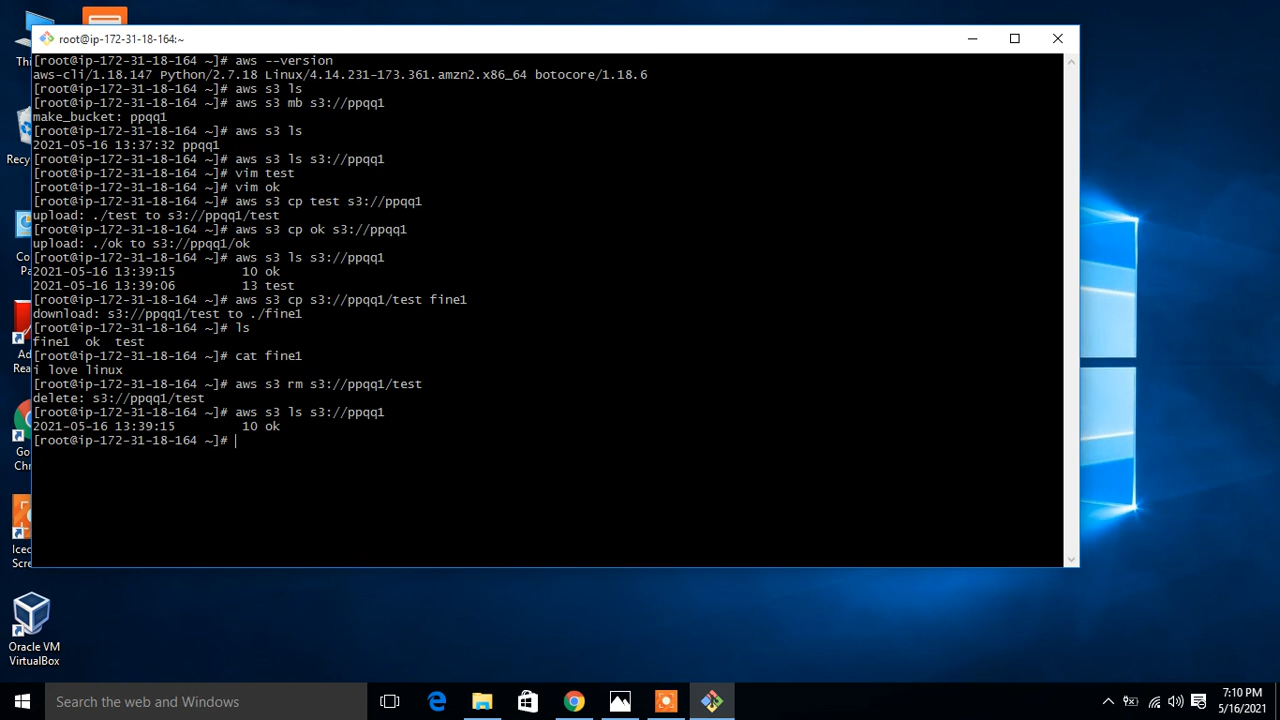 root@ip-172-31-18-164:~
[root@ip-172-31-18-164 ~]# aws --version
aws-cli/1.18.147 Python/2.7.18 Linux/4.14.231-173.361.amzn2.x86_64 botocore/1.18.6
[root@ip-172-31-18-164 ~]# aws s3 ls
[root@ip-172-31-18-164 ~]# aws s3 mb s3://ppqq1
make_bucket: ppqq1
[root@ip-172-31-18-164 ~]# aws s3 ls
2021-05-16 13:37:32 ppqq1
[root@ip-172-31-18-164 ~]# aws s3 ls s3://ppqq1
[root@ip-172-31-18-164 ~]# vim test
[root@ip-172-31-18-164 ~]# vim ok
[root@ip-172-31-18-164 ~]# aws s3 cp test s3://ppqq1
upload: ./test to s3://ppqq1/test
[root@ip-172-31-18-164 ~]# aws s3 cp ok s3://ppqq1
upload: ./ok to s3://ppqq1/ok
[root@ip-172-31-18-164 ~]# aws s3 ls s3://ppqq1
2021-05-16 13:39:15         10 ok
2021-05-16 13:39:06         13 test
[root@ip-172-31-18-164 ~]# aws s3 cp s3://ppqq1/test fine1
download: s3://ppqq1/test to ./fine1
[root@ip-172-31-18-164 ~]# ls
fine1  ok  test
[root@ip-172-31-18-164 ~]# cat fine1
i love linux
[root@ip-172-31-18-164 ~]# aws s3 rm s3://ppqq1/test
delete: s3://ppqq1/test
[root@ip-172-31-18-164 ~]# aws s3 ls s3://ppqq1
2021-05-16 13:39:15         10 ok
[root@ip-172-31-18-164 ~]#
Thi
Recy
Co
Pa
Ad
Rea
Go
Chr
Iced
Scre
Oracle VM
VirtualBox
Search the web and Windows
7:10 PM
5/16/2021